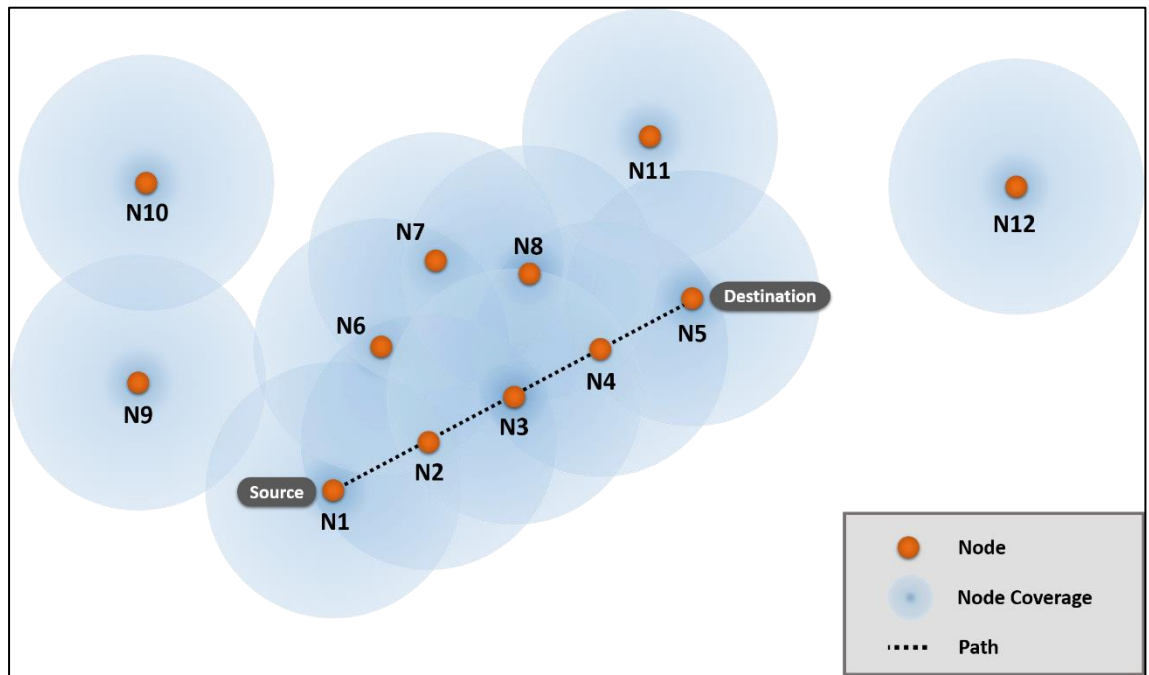 N11
N10
N12
N7
N8
Destination
N6
N5
N4
N9
N3
N2
Source
N1
Node
Node Coverage
Path